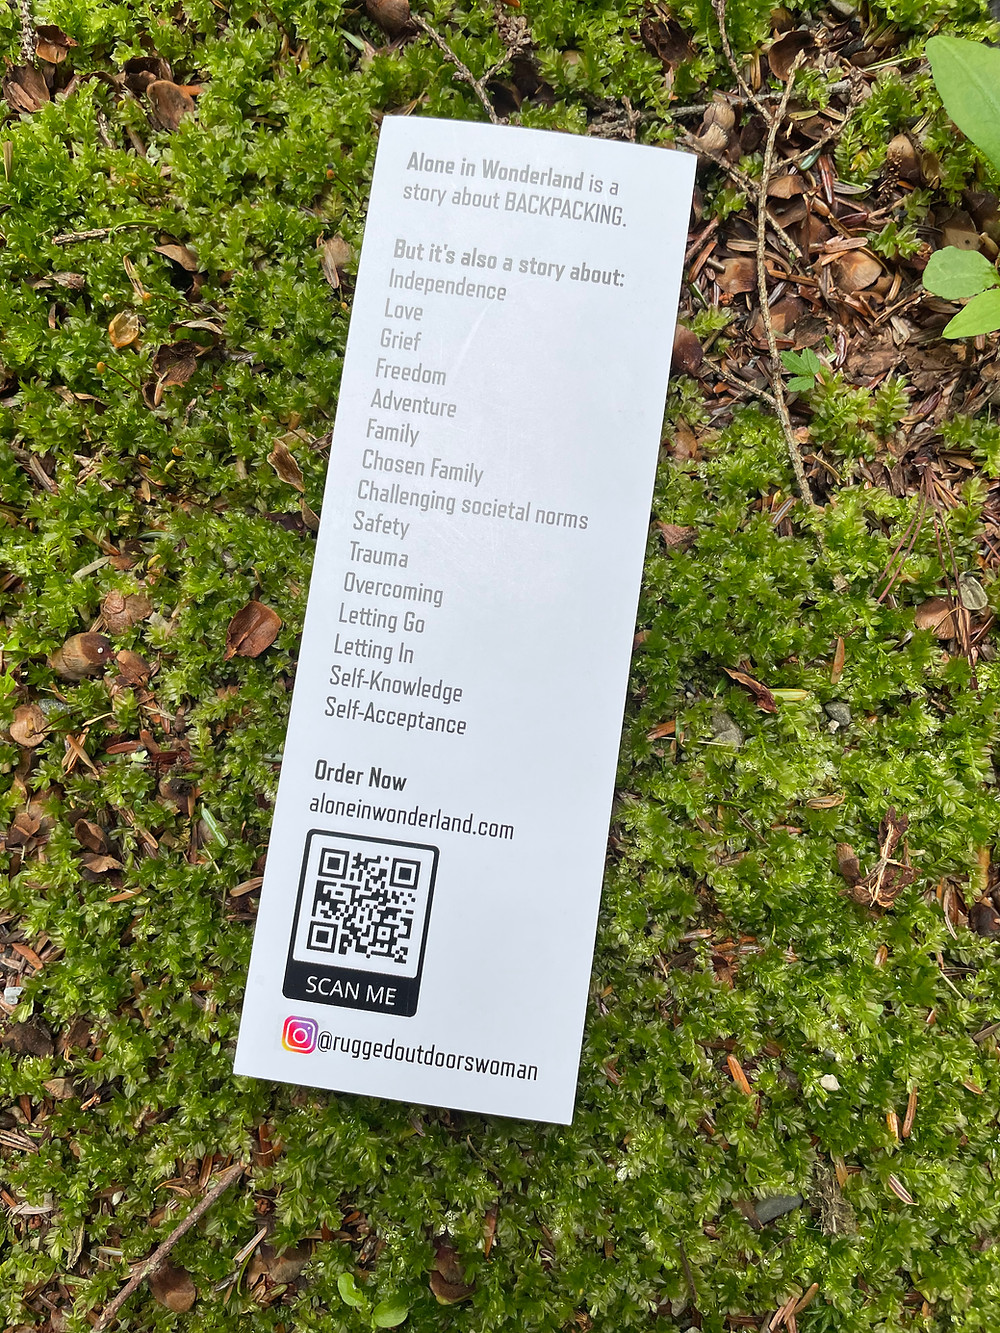 Alone in Wonderland is a
story about BACKPACKING.
But it's also a story about:
Independence
Love
Grief
Freedom
Adventure
Family
Chosen Family
Challenging societal norms
Safety
Trauma
Overcoming
Letting Go
Letting In
Self-Knowledge
Self-Acceptance
Order Now
aloneinwonderland.com
SCAN ME
@ruggedoutdoorswoman